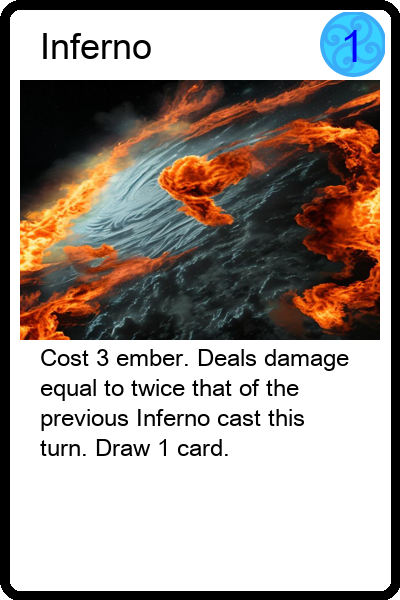 Inferno
1
Cost 3 ember. Deals damage
equal to twice that of the
previous Inferno cast this
turn. Draw 1 card.